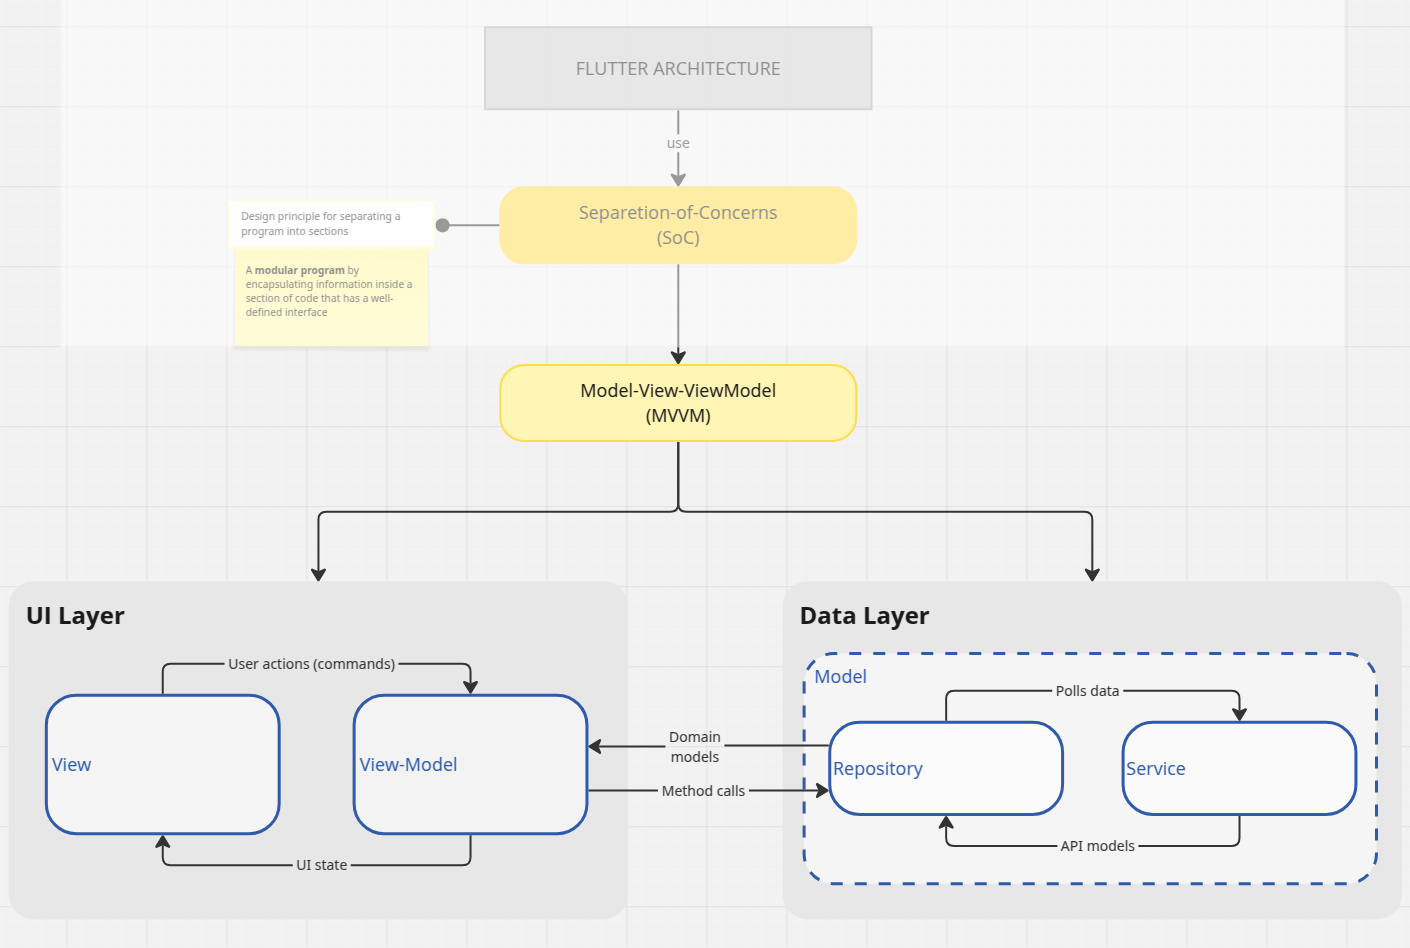 FLUTTER ARCHITECTURE
use
Separetion-of-Concerns
(SoC)
Design principle for separating a
program into sections
A modular program by
encapsulating information inside a
section of code that has a well-
defined interface
Model-View-ViewModel
(MVVM)
UI Layer
User actions (commands)
View
View-Model
UI state
Domain
models
Method calls
Data Layer
Model
Polls data
Repository
Service
API models